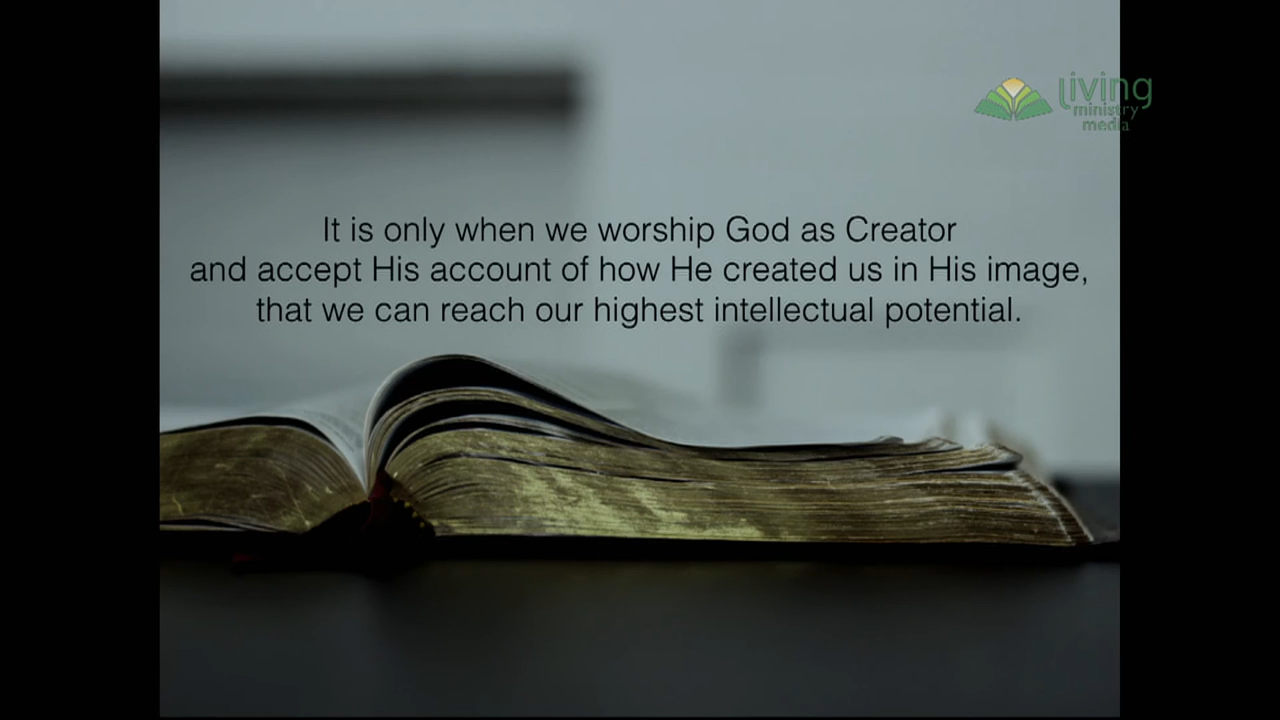 living
ministry
media
It is only when we worship God as Creator
and accept His account of how He created us in His image,
that we can reach our highest intellectual potential.